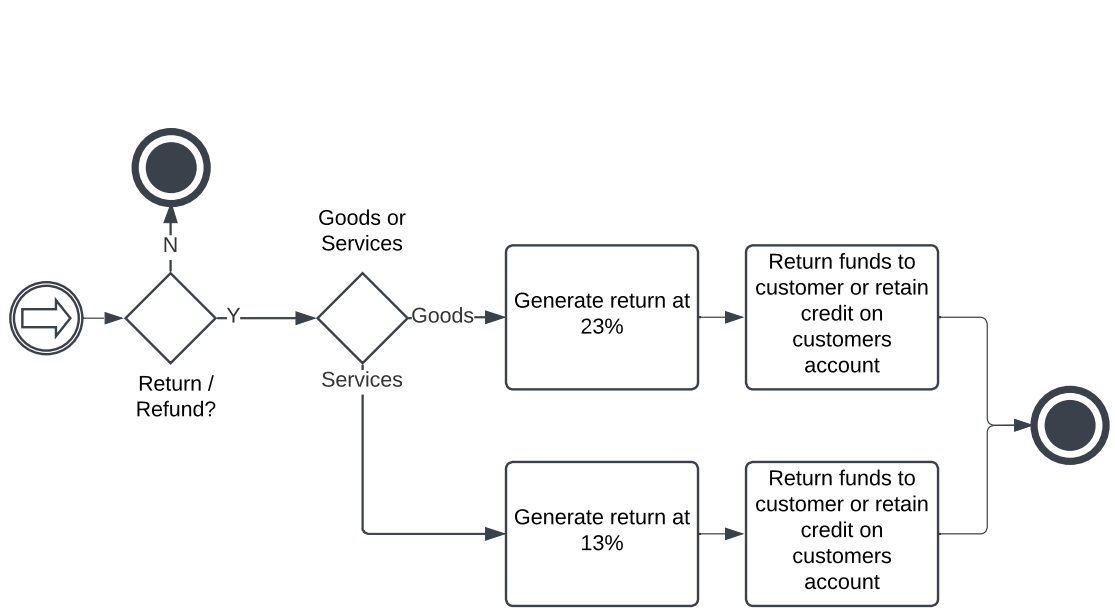 N
Return /
Refund?
Y
Goods or
Services
Goods
Services
Generate return at
23%
Return funds to
customer or retain
credit on
customers
account
Generate return at
13%
Return funds to
customer or retain
credit on
customers
account